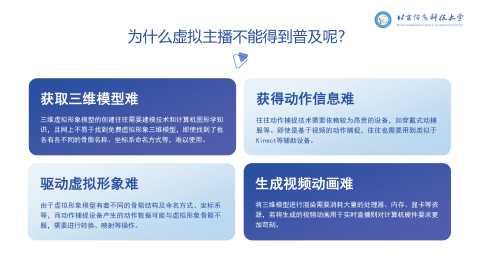 北京信息科技大学
为什么虚拟主播不能得到普及呢?
获取三维模型难
三维虚拟形象模型的创建往往需要建模技术和计算机图形学知
识，且网上不易于找到免费虚拟形象三维模型，即使找到了也
各有各不同的骨骼名称、坐标系命名方式等，难以使用。
获得动作信息难
往往动作捕捉技术需要依赖较为昂贵的设备，如穿戴式动捕
服等。即使是基于视频的动作捕捉，往往也需要用到类似于
Kinect等辅助设备。
驱动虚拟形象难
由于虚拟形象模型有着不同的骨骼结构及命名方式、坐标系
等，而动作捕捉设备产生的动作数据可能与虚拟形象骨骼不
服，需要进行转换、映射等操作。
生成视频动画难
将三维模型进行渲染需要消耗大量的处理器、内存、显卡等资
源，若将生成的视频动画用于实时直播则对计算机硬件要求更
加苛刻。